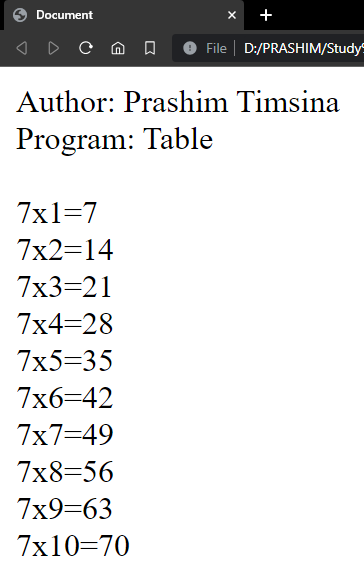 Document
File
D:/PRASHIM/Study
Author: Prashim Timsina
Program: Table
7x1=7
7x2=14
7x3=21
7x4=28
7x5=35
7x6=42
7x7=49
7x8=56
7x9=63
7x10=70